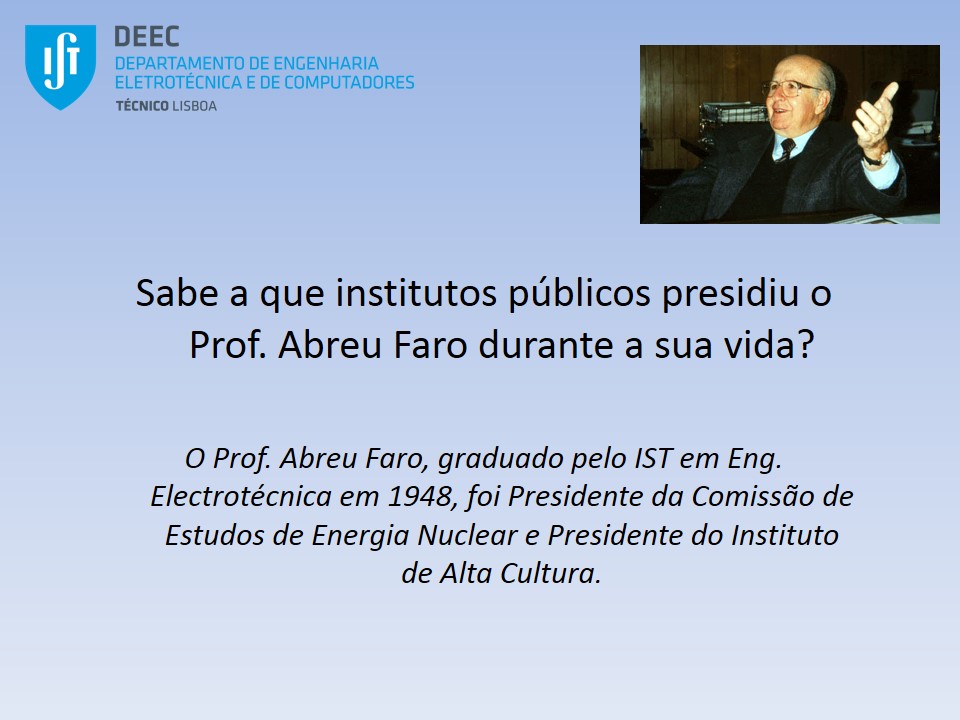 IST
DEEC
DEPARTAMENTO DE ENGENHARIA
ELETROTÉCNICA E DE COMPUTADORES
TÉCNICO LISBOA
Sabe a que institutos públicos presidiu o
Prof. Abreu Faro durante a sua vida?
O Prof. Abreu Faro, graduado pelo IST em Eng.
Electrotécnica em 1948, foi Presidente da Comissão de
Estudos de Energia Nuclear e Presidente do Instituto
de Alta Cultura.